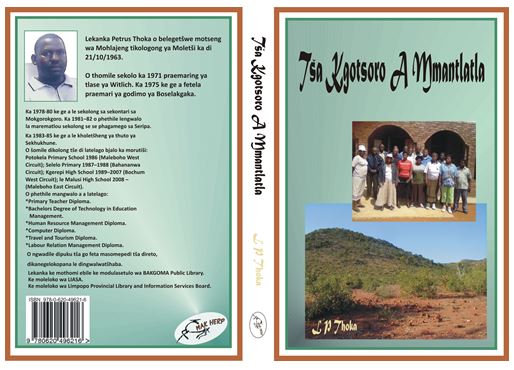 Lekanka Petrus Thoka o belegetšwe motseng
wa Mohlajeng tikologong ya Moletši ka di
21/10/1963.
O thomile sekolo ka 1971 praemaring ya
tlase ya Witlich. Ka 1975 ke ge a fetela
praemari ya godimo ya Boselakgaka.
Ka 1978-80 ke ge a le sekolong sa sekontari sa
Mokgorokgoro. Ka 1981–82 o phethile lengwalo
la marematlou sekolong se se phagamego sa Seripa.
Ka 1983-85 ke ge a le kholetšheng ya thuto ya
Sekhukhune.
O šomile dikolong tše di latelago bjalo ka morutiši:
Potokela Primary School 1986 (Maleboho West
Circuit); Selelo Primary 1987–1988 (Bahananwa
Circuit); Kgerepi High School 1989–2007 (Bochum
West Circuit); le Malusi High School 2008 –
(Maleboho East Circuit).
O phethile mangwalo a a latelago:
*Primary Teacher Diploma.
*Bachelors Degree of Technology in Education
Management.
*Human Resource Management Diploma.
*Computer Diploma.
*Travel and Tourism Diploma.
*Labour Relation Management Diploma.
O ngwadile dipuku tša go feta masomepedi tša direto,
dikanegelokopana le dingwalwatšhaba.
Lekanka ke mothomi ebile ke modulasetulo wa BAKGOMA Public Library.
Ke moleloko wa LIASA.
Ke moleloko wa Limpopo Provincial Library and Information Services Board.
ISBN 978-0-620-49621-6
9 780620 496216 >
MAK HERP
Tša Kgotsoro A Mmantlatla
L P Thoka
Tša Kgotsoro A Mmantlatla
L P Thoka